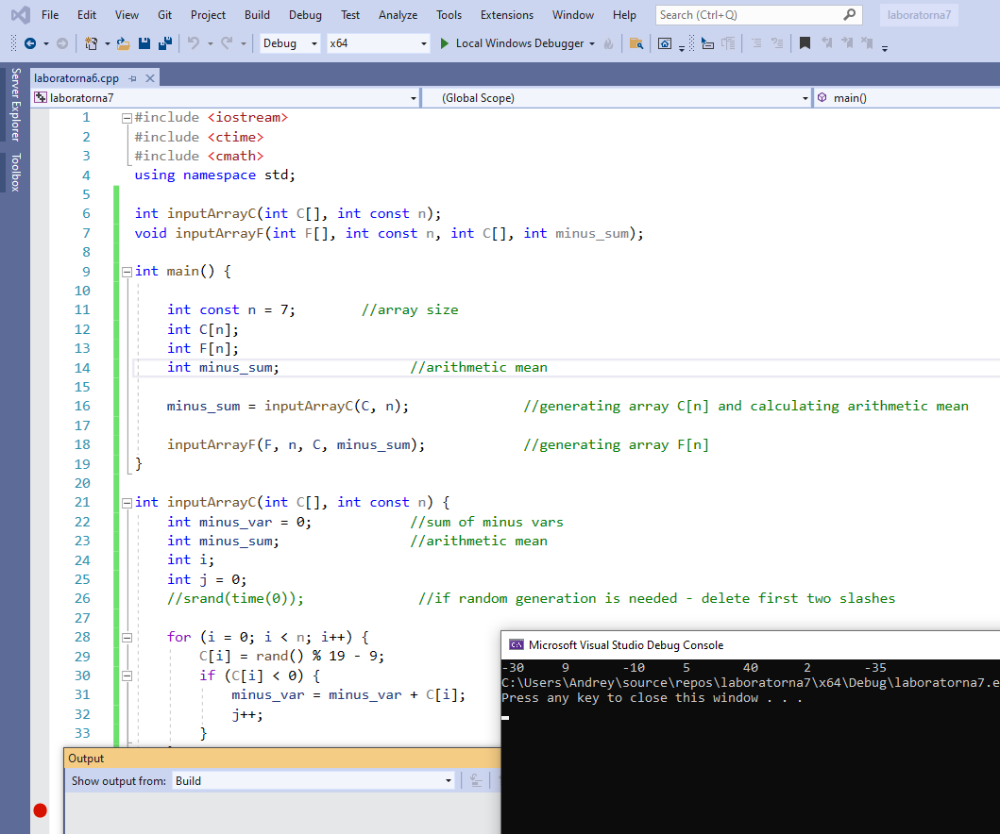 File Edit View Git Project Build Debug Test Analyze Tools Extensions Window Help Search (Ctrl+Q) laboratorna7
Debug x64 Local Windows Debugger
Server Explorer
Toolbox
laboratorna6.cpp
laboratorna7 (Global Scope) main()
1 #include <iostream>
2 #include <ctime>
3 #include <cmath>
4 using namespace std;
5
6 int inputArrayC(int C[], int const n);
7 void inputArrayF(int F[], int const n, int C[], int minus_sum);
8
9 int main() {
10
11 int const n = 7; //array size
12 int C[n];
13 int F[n];
14 int minus_sum; //arithmetic mean
15
16 minus_sum = inputArrayC(C, n); //generating array C[n] and calculating arithmetic mean
17
18 inputArrayF(F, n, C, minus_sum); //generating array F[n]
19 }
20
21 int inputArrayC(int C[], int const n) {
22 int minus_var = 0; //sum of minus vars
23 int minus_sum; //arithmetic mean
24 int i;
25 int j = 0;
26 //srand(time(0)); //if random generation is needed - delete first two slashes
27
28 for (i = 0; i < n; i++) {
29 C[i] = rand() % 19 - 9;
30 if (C[i] < 0) {
31 minus_var = minus_var + C[i];
32 j++;
33 }
Microsoft Visual Studio Debug Console
-30 9 -10 5 40 2 -35
C:\Users\Andrey\source\repos\laboratorna7\x64\Debug\laboratorna7.e
Press any key to close this window . . .
Output
Show output from: Build